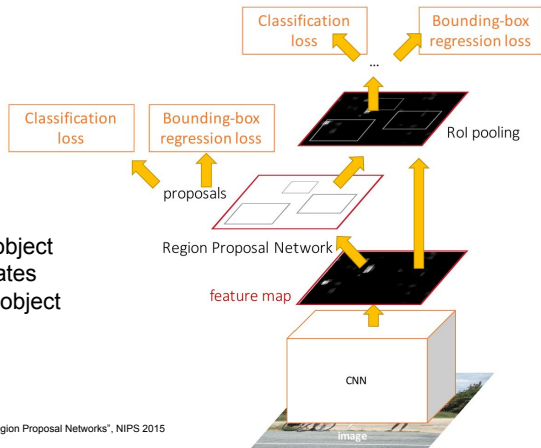 Classification
loss
Bounding-box
regression loss
...
Classification
loss
Bounding-box
regression loss
RoI pooling
proposals
object
Region Proposal Network
ates
object
feature map
CNN
gion Proposal Networks", NIPS 2015
image